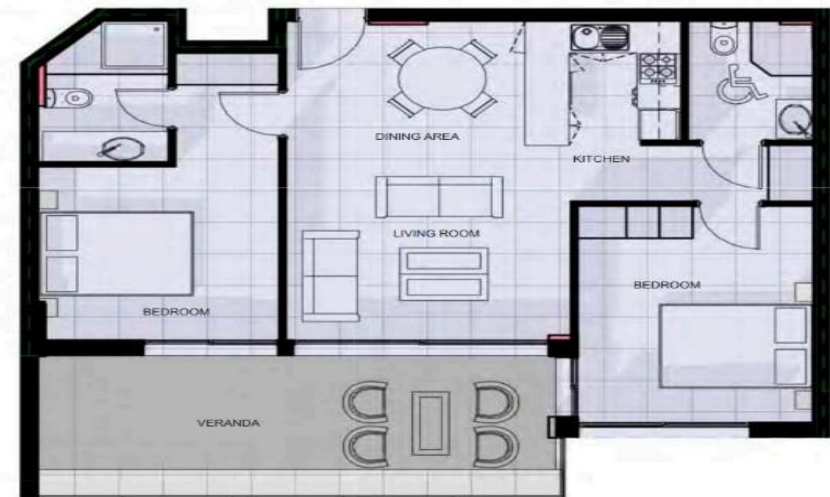 DINING AREA
KITCHEN
LIVING ROOM
BEDROOM
BEDROOM
VERANDA